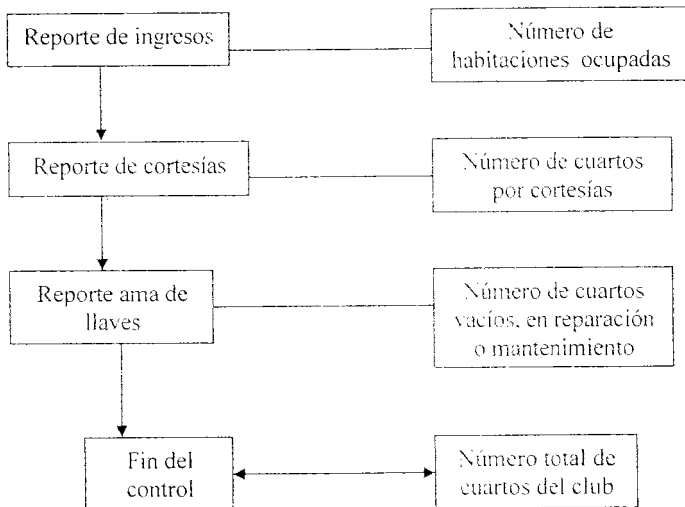 Reporte de ingresos
Número de
habitaciones ocupadas
Reporte de cortesías
Número de cuartos
por cortesías
Reporte ama de
llaves
Número de cuartos
vacíos, en reparación
o mantenimiento
Fin del
control
Número total de
cuartos del club